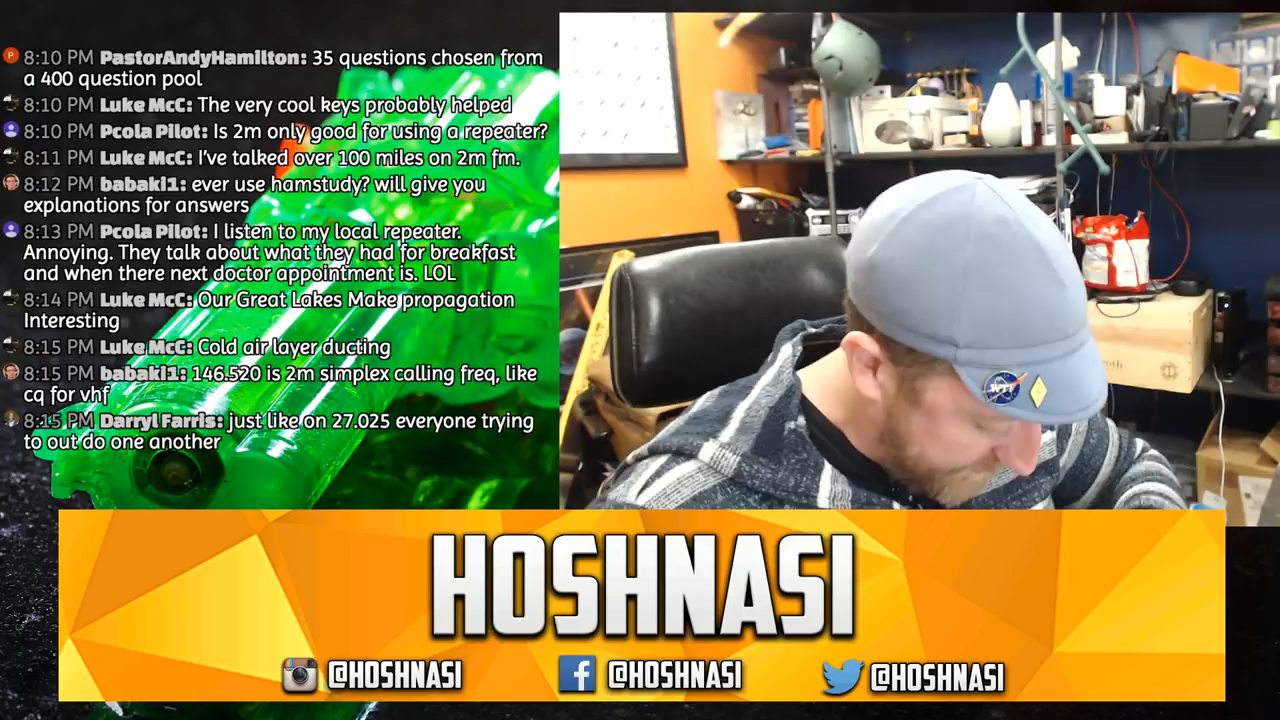 8:10 PM PastorAndyHamilton: 35 questions chosen from
a 400 question pool
8:10 PM Luke McC: The very cool keys probably helped
8:10 PM Pcola Pilot: Is 2m only good for using a repeater?
8:11 PM Luke McC: I've talked over 100 miles on 2m fm.
8:12 PM babaki1: ever use hamstudy? will give you
explanations for answers
8:13 PM Pcola Pilot: I listen to my local repeater.
Annoying. They talk about what they had for breakfast
and when there next doctor appointment is. LOL
8:14 PM Luke McC: Our Great Lakes Make propagation
Interesting
8:15 PM Luke McC: Cold air layer ducting
8:15 PM babaki1: 146.520 is 2m simplex calling freq, like
cq for vhf
8:15 PM Darryl Farris: just like on 27.025 everyone trying
to out do one another
HOSHNASI
@HOSHNASI @HOSHNASI @HOSHNASI